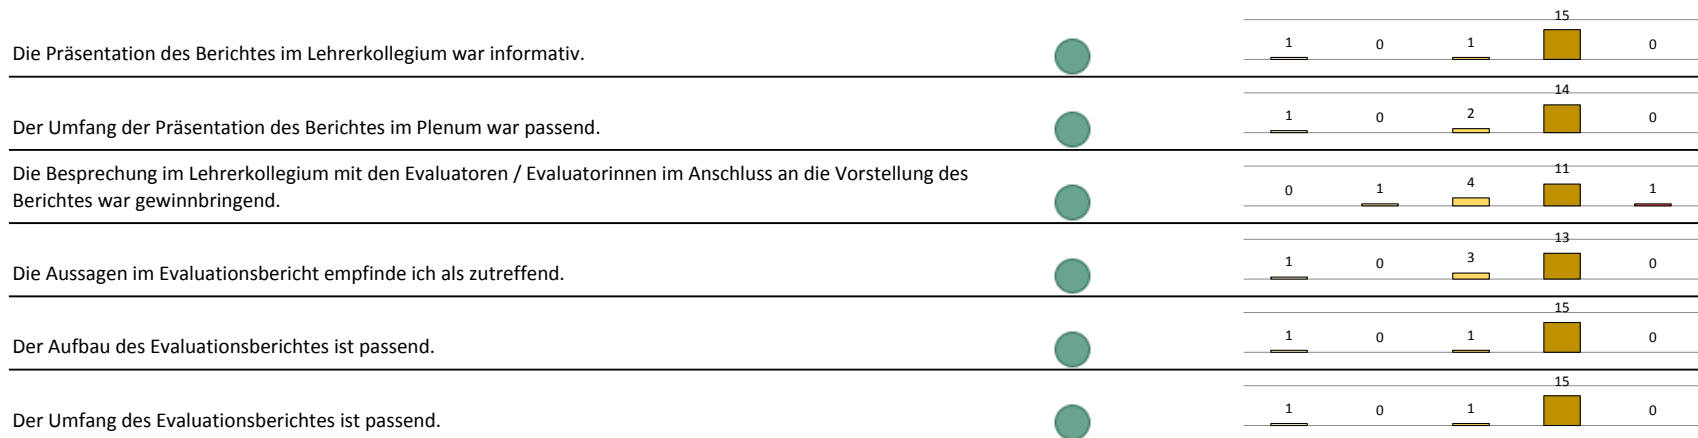 15
Die Präsentation des Berichtes im Lehrerkollegium war informativ. 1 0 1 0
14
Der Umfang der Präsentation des Berichtes im Plenum war passend. 1 0 2 0
Die Besprechung im Lehrerkollegium mit den Evaluatoren / Evaluatorinnen im Anschluss an die Vorstellung des
Berichtes war gewinnbringend. 0 1 4 11 1
13
Die Aussagen im Evaluationsbericht empfinde ich als zutreffend. 1 0 3 0
15
Der Aufbau des Evaluationsberichtes ist passend. 1 0 1 0
15
Der Umfang des Evaluationsberichtes ist passend. 1 0 1 0